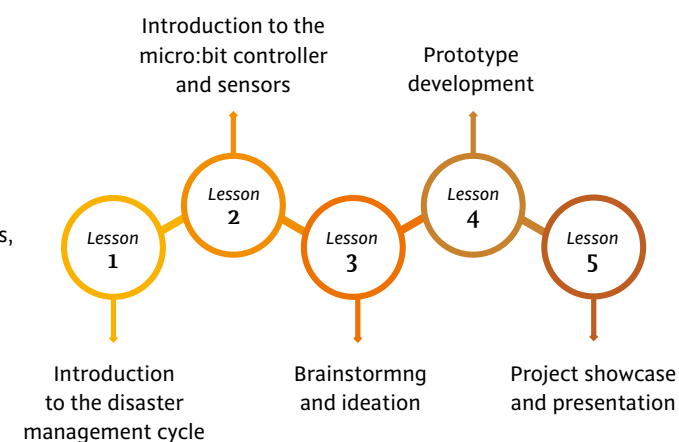 Introduction to the
micro:bit controller
and sensors
Prototype
development
Lesson
1
Lesson
2
Lesson
3
Lesson
4
Lesson
5
s,
Introduction
to the disaster
management cycle
Brainstormng
and ideation
Project showcase
and presentation